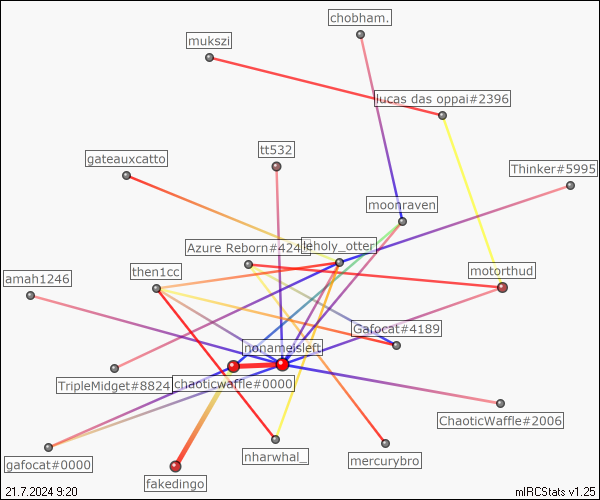 chobham.
mukszi
lucas das oppai#2396
tt532
gateauxcatto
Thinker#5995
moonraven
Azure Reborn#424
leholy_otter
then1cc
motorthud
amah1246
Gafocat#4189
nonameisleft
TripleMidget#8824
chaoticwaffle#0000
ChaoticWaffle#2006
nharwhal_
mercurybro
gafocat#0000
fakedingo
21.7.2024 9:20
mIRCStats v1.25